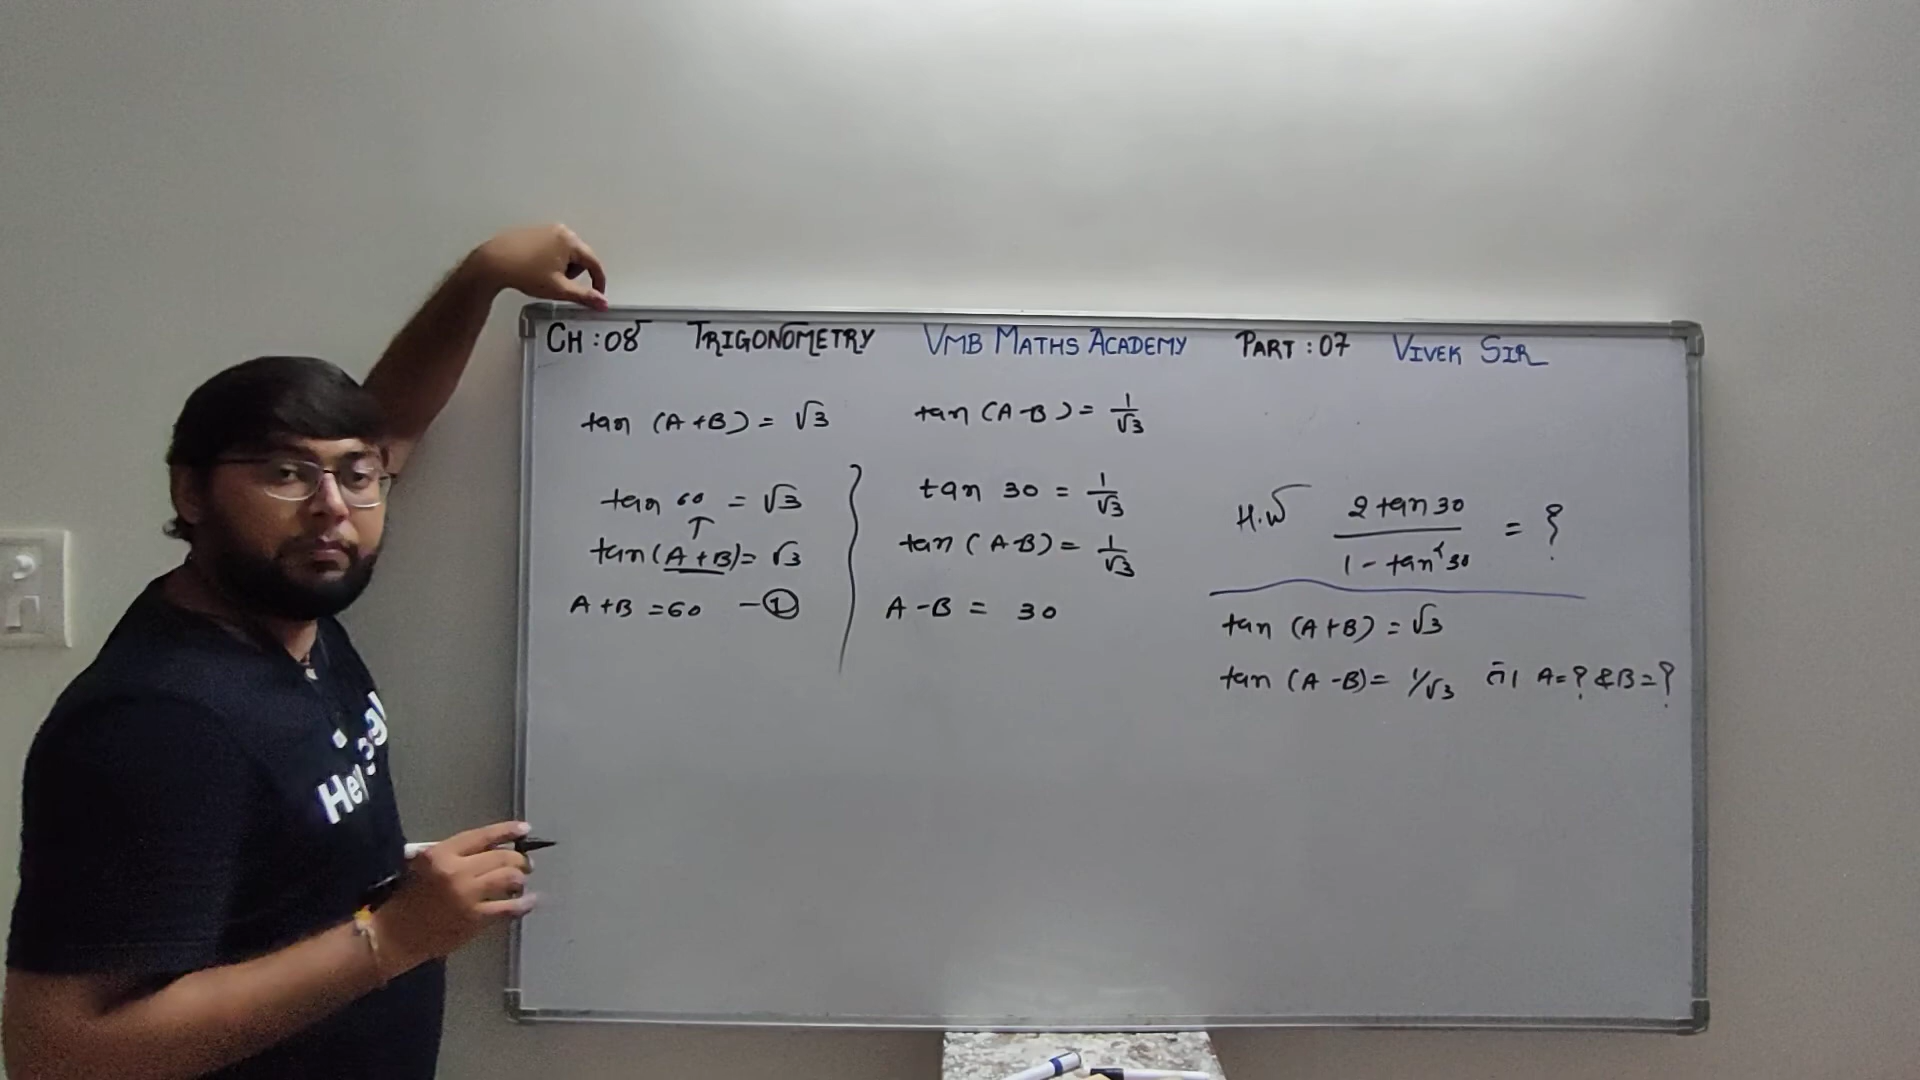 CH : 08 TRIGONOMETRY VMB MATHS ACADEMY PART : 07 VIVEK SIR
tan (A + B) = √3
tan (A - B) = 1/√3
tan 60 = √3
↑
tan (A + B) = √3
A + B = 60 - ①
tan 30 = 1/√3
tan (A - B) = 1/√3
A - B = 30
H.W 2 tan 30 / 1 - tan² 30 = ?
tan (A + B) = √3
tan (A - B) = 1/√3 તો A = ? & B = ?